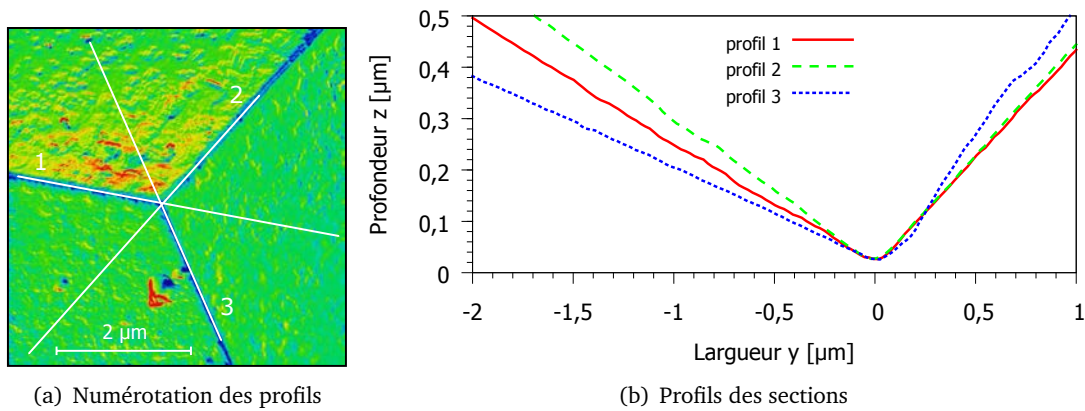 1
2
3
2 µm
(a) Numérotation des profils
0,5
0,4
0,3
0,2
0,1
0
Profondeur z [µm]
profil 1
profil 2
profil 3
-2
-1,5
-1
-0,5
0
0,5
1
Largueur y [µm]
(b) Profils des sections